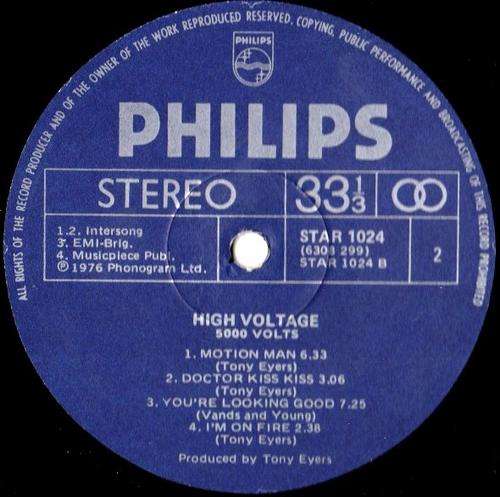 ALL RIGHTS OF THE RECORD PRODUCER AND OF THE OWNER OF THE WORK REPRODUCED RESERVED. COPYING, PUBLIC PERFORMANCE AND BROADCASTING OF THIS RECORD PROHIBITED
PHILIPS
PHILIPS
STEREO 33 1/3
1.2. Intersong
3. EMI-Brig.
4. Musicpiece Publ.
℗ 1976 Phonogram Ltd.
STAR 1024
(6308 299)
STAR 1024 B
2
HIGH VOLTAGE
5000 VOLTS
1. MOTION MAN 6.33
(Tony Eyers)
2. DOCTOR KISS KISS 3.06
(Tony Eyers)
3. YOU'RE LOOKING GOOD 7.25
(Vands and Young)
4. I'M ON FIRE 2.38
(Tony Eyers)
Produced by Tony Eyers